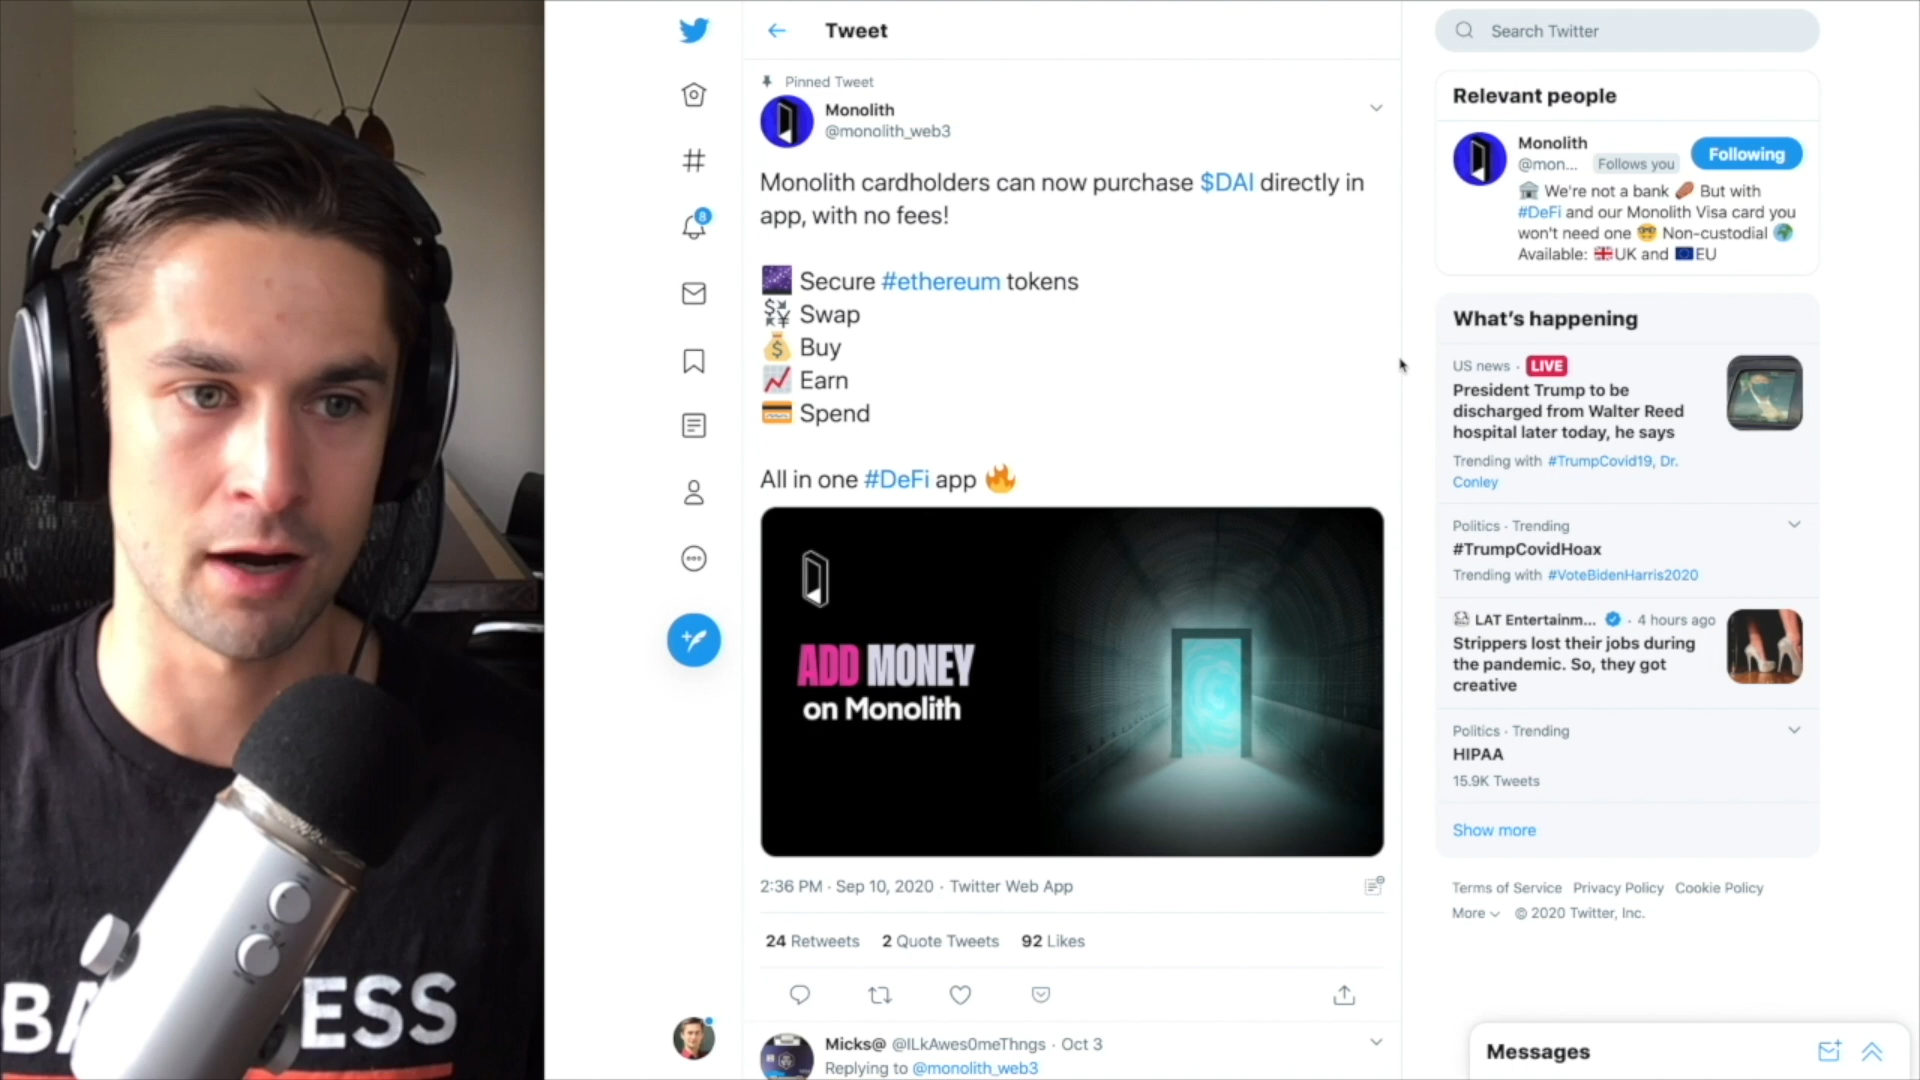 Tweet
Search Twitter
Pinned Tweet
Monolith
@monolith_web3
Monolith cardholders can now purchase $DAI directly in
app, with no fees!
Secure #ethereum tokens
Swap
Buy
Earn
Spend
All in one #DeFi app
ADD MONEY
on Monolith
2:36 PM · Sep 10, 2020 · Twitter Web App
24 Retweets 2 Quote Tweets 92 Likes
Micks@ @ILkAwes0meThngs · Oct 3
Replying to @monolith_web3
8
Relevant people
Monolith
@mon... Follows you
Following
We're not a bank But with
#DeFi and our Monolith Visa card you
won't need one Non-custodial
Available: UK and EU
What's happening
US news · LIVE
President Trump to be
discharged from Walter Reed
hospital later today, he says
Trending with #TrumpCovid19, Dr.
Conley
Politics · Trending
#TrumpCovidHoax
Trending with #VoteBidenHarris2020
LAT Entertainm... · 4 hours ago
Strippers lost their jobs during
the pandemic. So, they got
creative
Politics · Trending
HIPAA
15.9K Tweets
Show more
Terms of Service Privacy Policy Cookie Policy
More © 2020 Twitter, Inc.
Messages